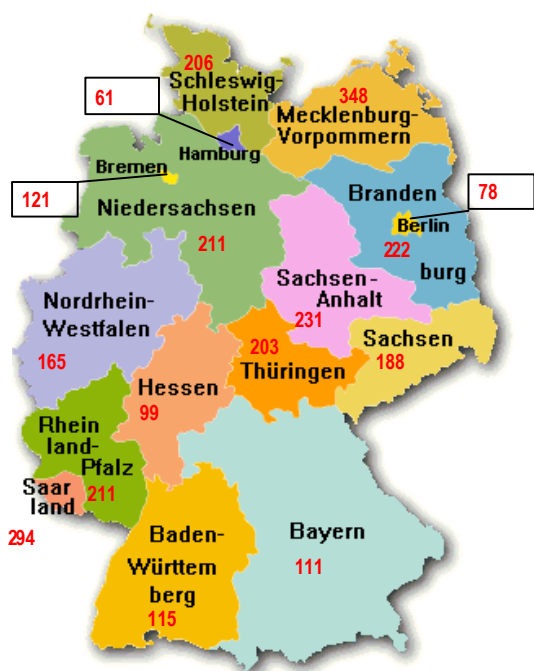 206
Schleswig-
Holstein
61
348
Mecklenburg-
Vorpommern
Hamburg
Bremen
121
Niedersachsen
211
Branden
78
Berlin
222
burg
Sachsen-
Anhalt
231
Nordrhein-
Westfalen
165
Sachsen
188
203
Thüringen
Hessen
99
Rhein
land-
Pfalz
211
Saar
land
294
Baden-
Württem
berg
115
Bayern
111